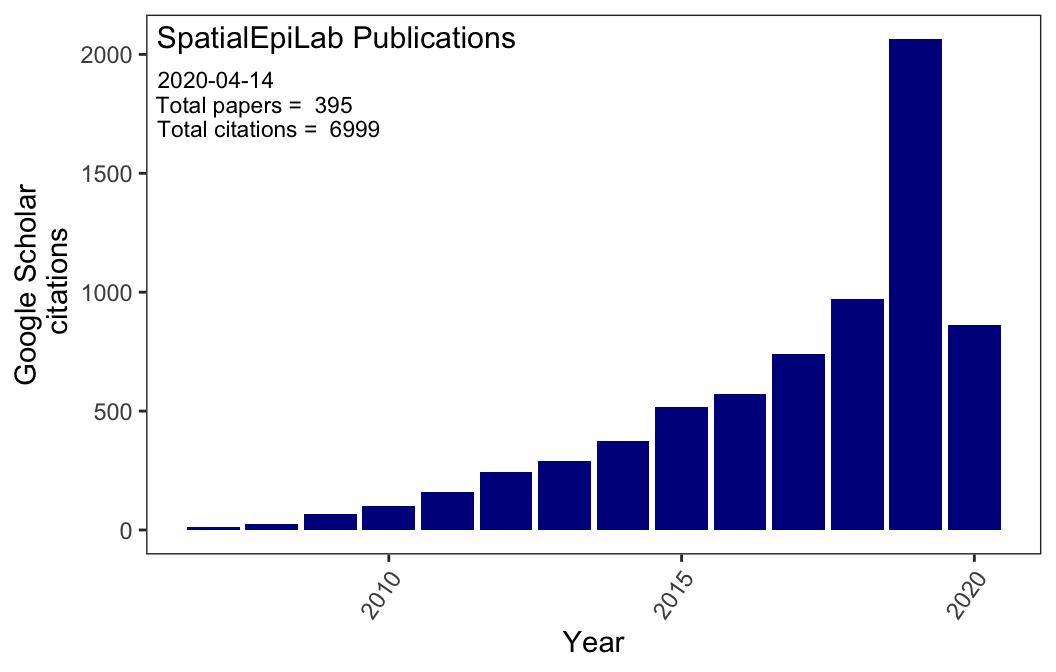 SpatialEpiLab Publications
2020-04-14
Total papers = 395
Total citations = 6999
2000
1500
1000
500
0
Google Scholar
citations
2010
2015
2020
Year